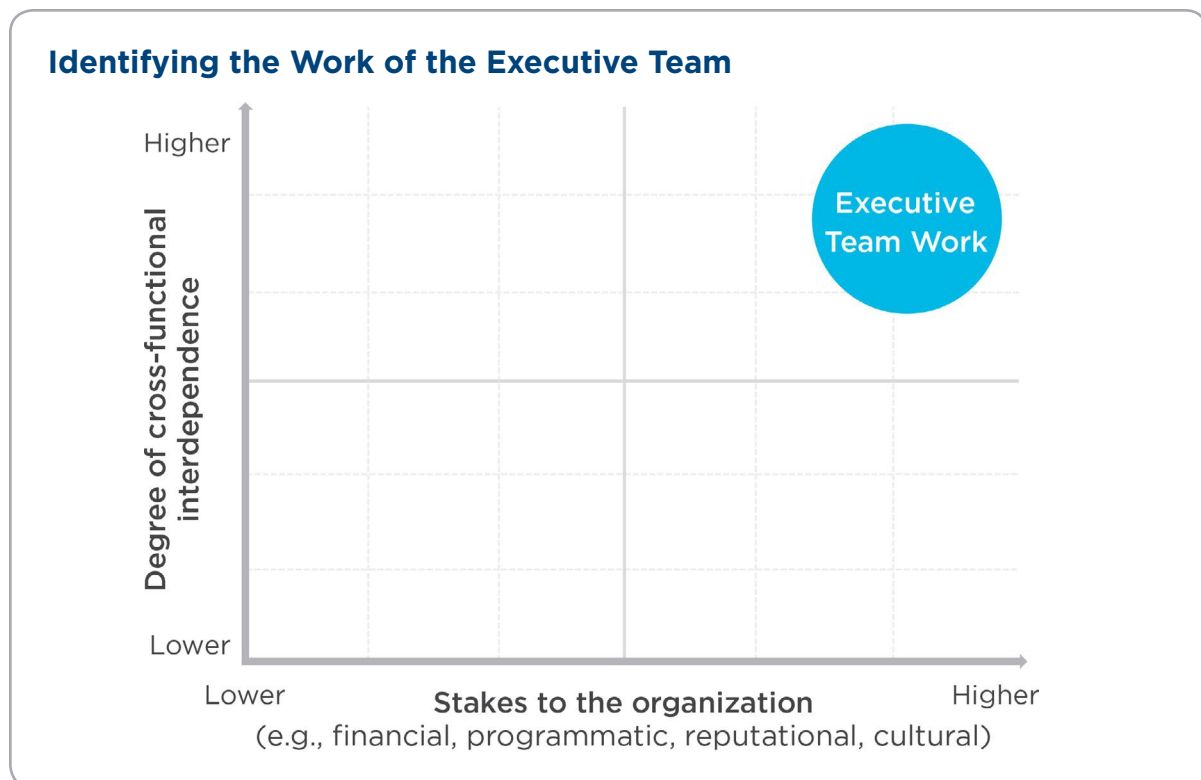 Identifying the Work of the Executive Team
Higher
Executive
Team Work
Degree of cross-functional
interdependence
Lower
Lower
Stakes to the organization
Higher
(e.g., financial, programmatic, reputational, cultural)